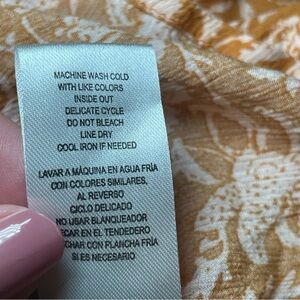 MACHINE WASH COLD
WITH LIKE COLORS
INSIDE OUT
DELICATE CYCLE
DO NOT BLEACH
LINE DRY
COOL IRON IF NEEDED
LAVAR A MÁQUINA EN AGUA FRÍA
CON COLORES SIMILARES,
AL REVERSO
CICLO DELICADO
NO USAR BLANQUEADOR
ECAR EN EL TENDEDERO
CHAR CON PLANCHA FRÍA
SI ES NECESARIO